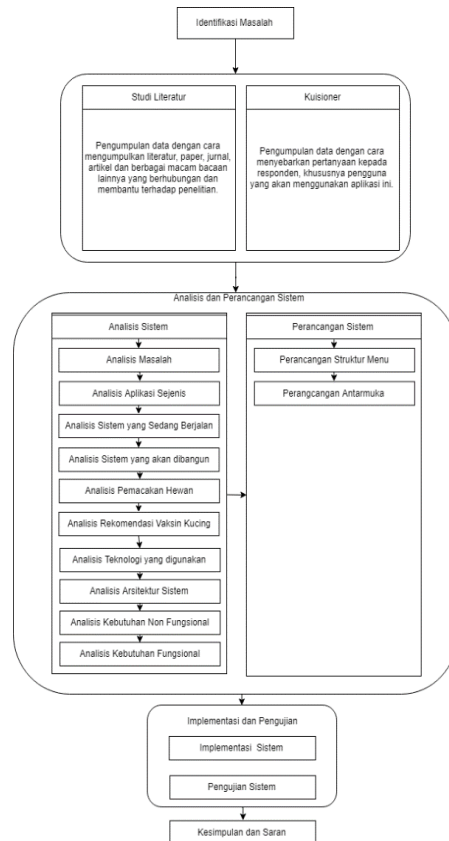 Identifikasi Masalah
Studi Literatur
Pengumpulan data dengan cara
mengumpulkan literatur, paper, jurnal,
artikel dan berbagai macam bacaan
lainnya yang berhubungan dan
membantu terhadap penelitian.
Kuisioner
Pengumpulan data dengan cara
menyebarkan pertanyaan kepada
responden, khususnya pengguna
yang akan menggunakan aplikasi ini.
Analisis dan Perancangan Sistem
Analisis Sistem
Analisis Masalah
Analisis Aplikasi Sejenis
Analisis Sistem yang Sedang Berjalan
Analisis Sistem yang akan dibangun
Analisis Pemacakan Hewan
Analisis Rekomendasi Vaksin Kucing
Analisis Teknologi yang digunakan
Analisis Arsitektur Sistem
Analisis Kebutuhan Non Fungsional
Analisis Kebutuhan Fungsional
Perancangan Sistem
Perancangan Struktur Menu
Perangcangan Antarmuka
Implementasi dan Pengujian
Implementasi Sistem
Pengujian Sistem
Kesimpulan dan Saran